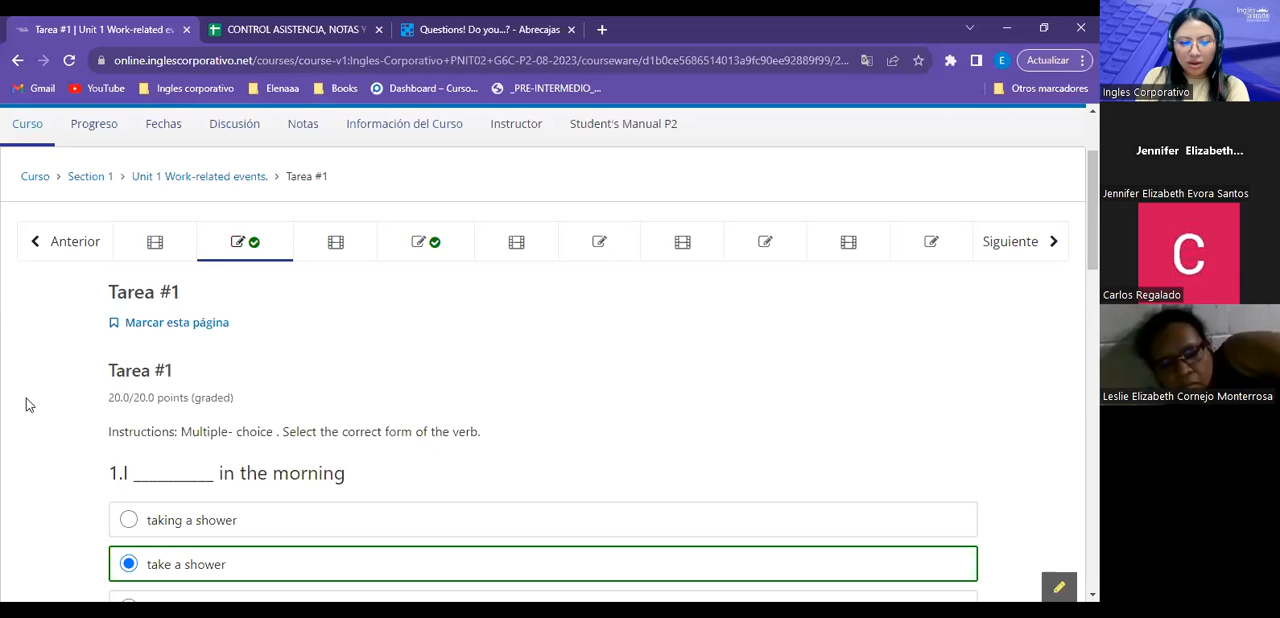 Tarea #1 | Unit 1 Work-related ev
CONTROL ASISTENCIA, NOTAS Y
Questions! Do you...? - Abrecajas
online.inglescorporativo.net/courses/course-v1:Ingles-Corporativo+PNIT02+G6C-P2-08-2023/courseware/d1b0ce5686514013a9fc90ee92889f99/2...
E
Actualizar
Gmail
YouTube
Ingles corporativo
Elenaaa
Books
Dashboard – Curso...
_PRE-INTERMEDIO_...
Otros marcadores
Curso
Progreso
Fechas
Discusión
Notas
Información del Curso
Instructor
Student's Manual P2
Curso > Section 1 > Unit 1 Work-related events. > Tarea #1
Anterior
Siguiente
Tarea #1
Marcar esta página
Tarea #1
20.0/20.0 points (graded)
Instructions: Multiple- choice . Select the correct form of the verb.
1.I __________ in the morning
taking a shower
take a shower
Ingles Corporativo
Jennifer Elizabeth...
Jennifer Elizabeth Evora Santos
C
Carlos Regalado
Leslie Elizabeth Cornejo Monterrosa